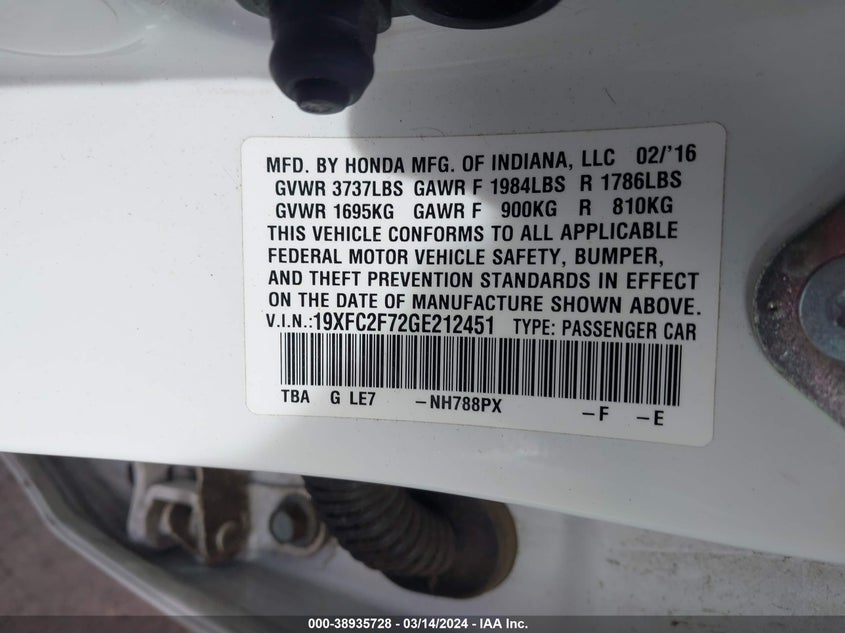 MFD. BY HONDA MFG. OF INDIANA, LLC 02/'16
GVWR 3737LBS GAWR F 1984LBS R 1786LBS
GVWR 1695KG GAWR F 900KG R 810KG
THIS VEHICLE CONFORMS TO ALL APPLICABLE
FEDERAL MOTOR VEHICLE SAFETY, BUMPER,
AND THEFT PREVENTION STANDARDS IN EFFECT
ON THE DATE OF MANUFACTURE SHOWN ABOVE.
V.I.N.:19XFC2F72GE212451 TYPE: PASSENGER CAR
TBA G LE7 –NH788PX –F –E
000-38935728 – 03/14/2024 – IAA Inc.